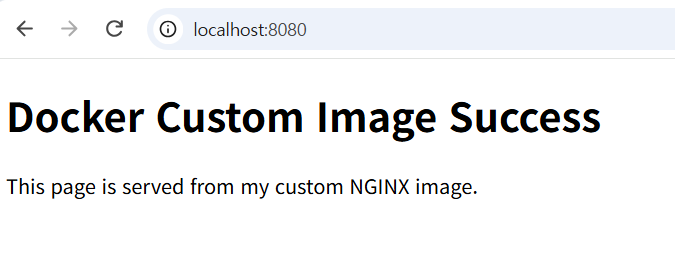 localhost:8080
Docker Custom Image Success
This page is served from my custom NGINX image.